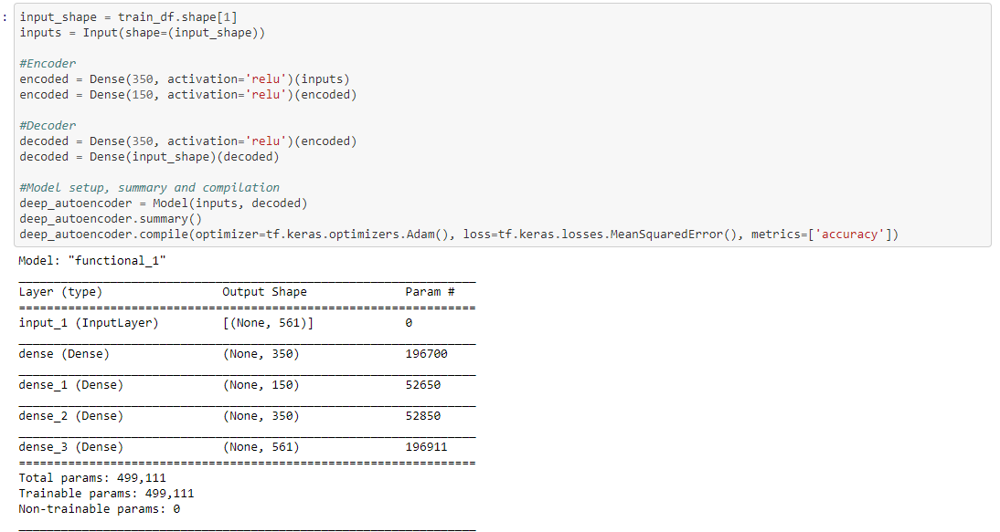 :
input_shape = train_df.shape[1]
inputs = Input(shape=(input_shape))
#Encoder
encoded = Dense(350, activation='relu')(inputs)
encoded = Dense(150, activation='relu')(encoded)
#Decoder
decoded = Dense(350, activation='relu')(encoded)
decoded = Dense(input_shape)(decoded)
#Model setup, summary and compilation
deep_autoencoder = Model(inputs, decoded)
deep_autoencoder.summary()
deep_autoencoder.compile(optimizer=tf.keras.optimizers.Adam(), loss=tf.keras.losses.MeanSquaredError(), metrics=['accuracy'])
Model: "functional_1"
_________________________________________________________________
Layer (type)                 Output Shape              Param #
=================================================================
input_1 (InputLayer)         [(None, 561)]             0
_________________________________________________________________
dense (Dense)                (None, 350)               196700
_________________________________________________________________
dense_1 (Dense)              (None, 150)               52650
_________________________________________________________________
dense_2 (Dense)              (None, 350)               52850
_________________________________________________________________
dense_3 (Dense)              (None, 561)               196911
=================================================================
Total params: 499,111
Trainable params: 499,111
Non-trainable params: 0
_________________________________________________________________